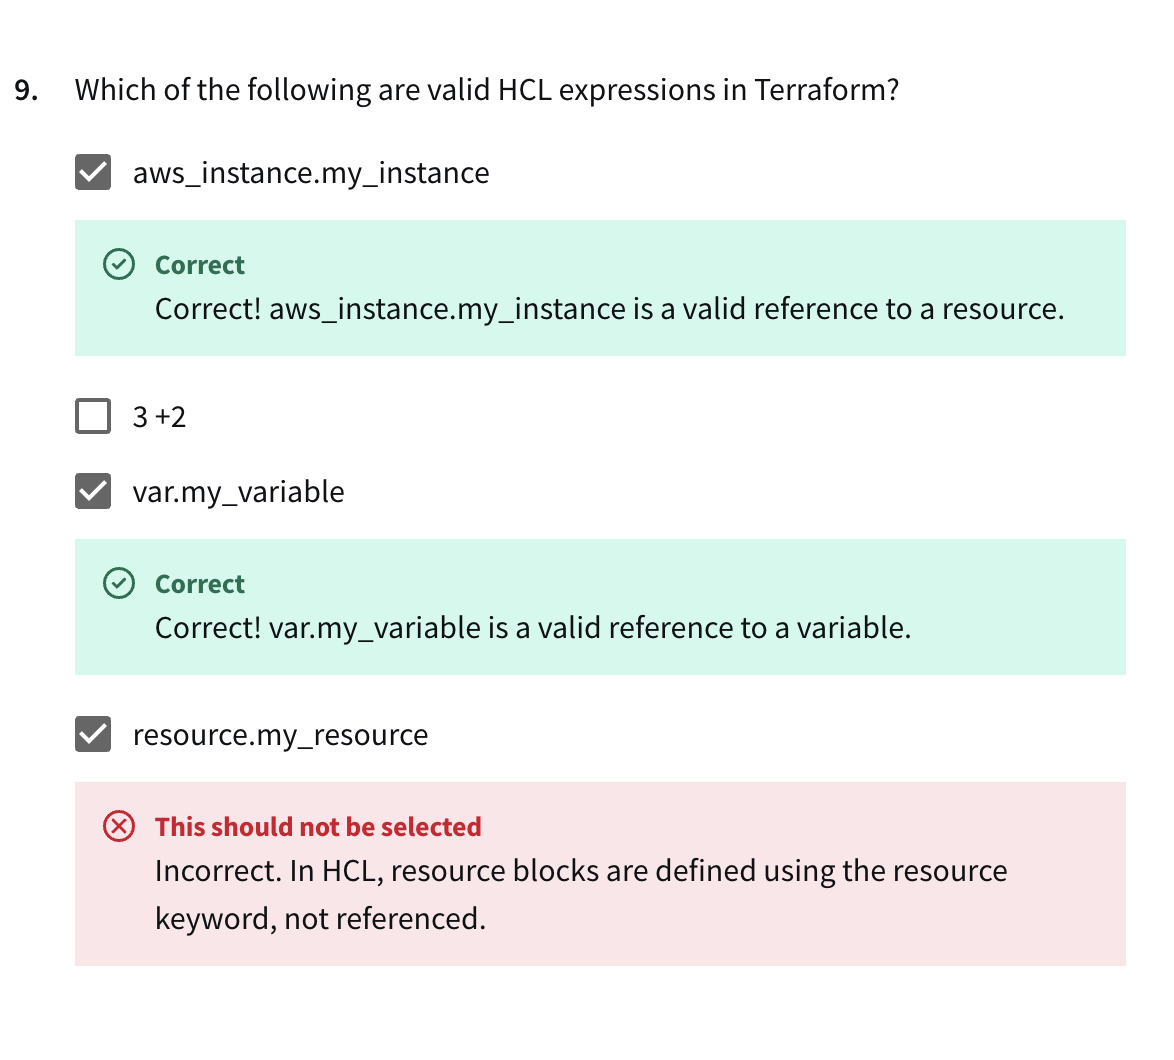 9. Which of the following are valid HCL expressions in Terraform?
aws_instance.my_instance
Correct
Correct! aws_instance.my_instance is a valid reference to a resource.
3 +2
var.my_variable
Correct
Correct! var.my_variable is a valid reference to a variable.
resource.my_resource
This should not be selected
Incorrect. In HCL, resource blocks are defined using the resource
keyword, not referenced.